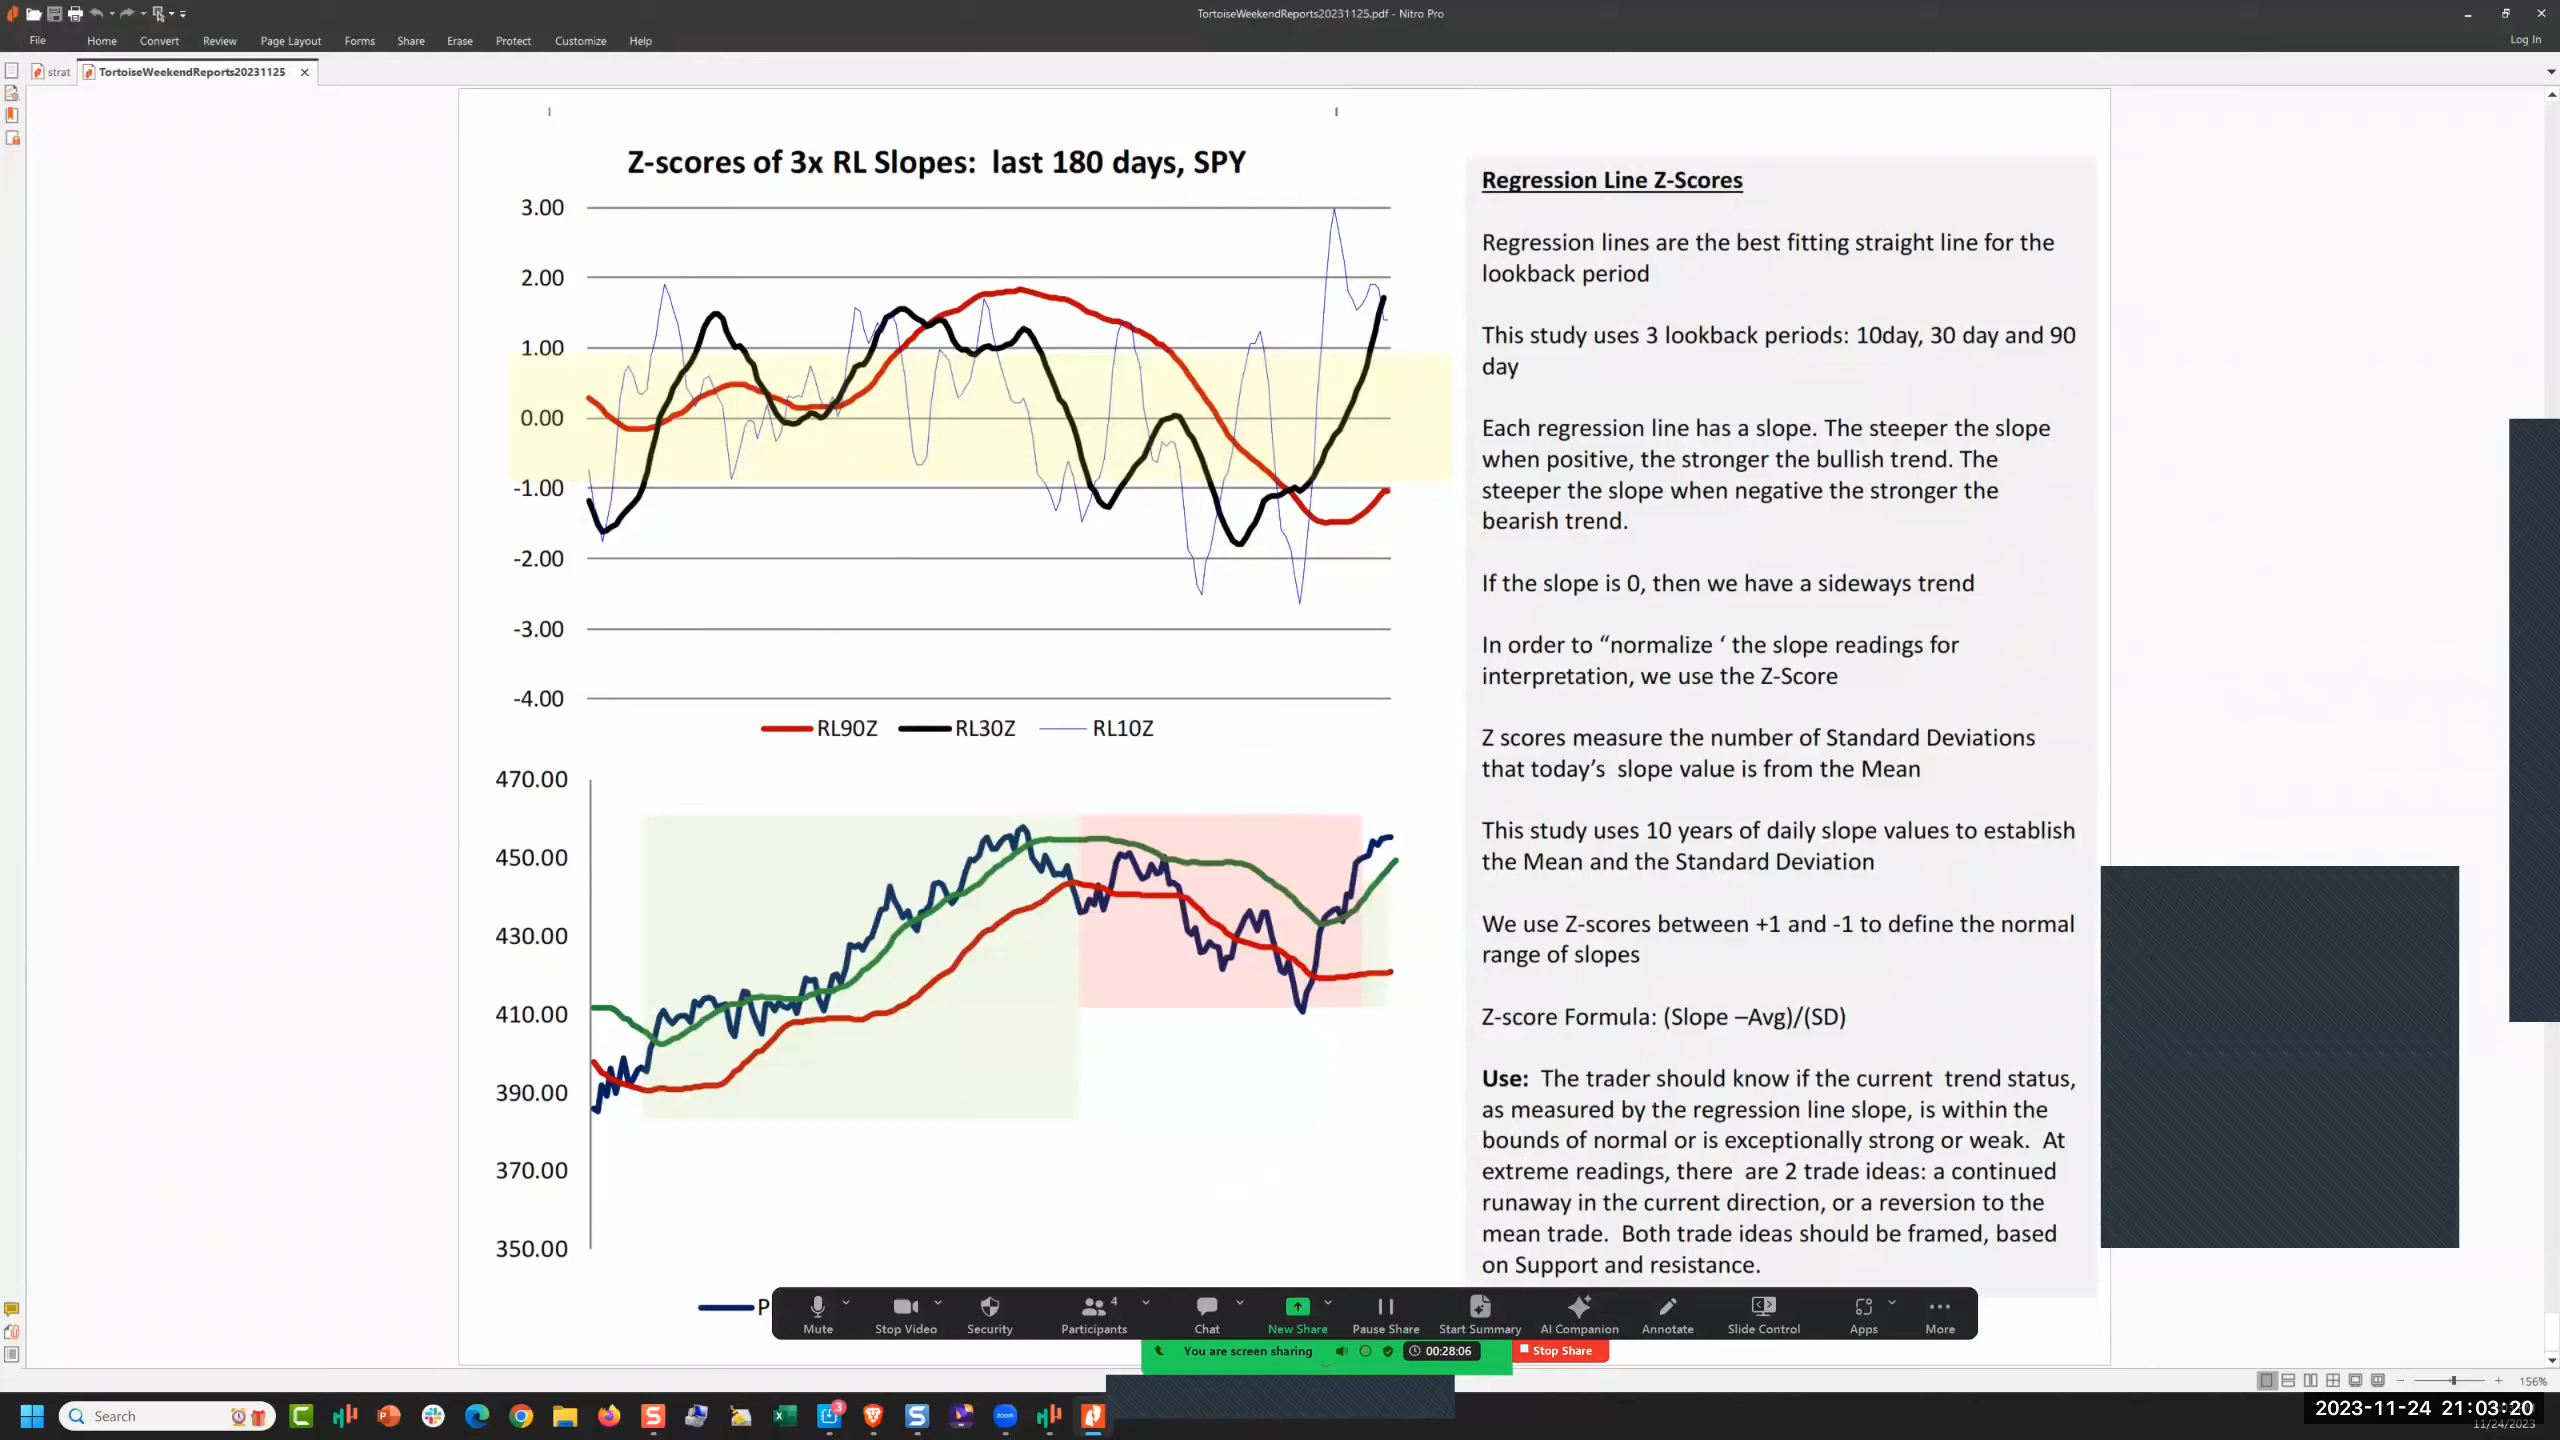 TortoiseWeekendReports20231125.pdf - Nitro Pro
File Home Convert Review Page Layout Forms Share Erase Protect Customize Help
Log In
strat TortoiseWeekendReports20231125
Z-scores of 3x RL Slopes: last 180 days, SPY
3.00
2.00
1.00
0.00
-1.00
-2.00
-3.00
-4.00
RL90Z RL30Z RL10Z
470.00
450.00
430.00
410.00
390.00
370.00
350.00
P
Regression Line Z-Scores
Regression lines are the best fitting straight line for the
lookback period
This study uses 3 lookback periods: 10day, 30 day and 90
day
Each regression line has a slope. The steeper the slope
when positive, the stronger the bullish trend. The
steeper the slope when negative the stronger the
bearish trend.
If the slope is 0, then we have a sideways trend
In order to “normalize ‘ the slope readings for
interpretation, we use the Z-Score
Z scores measure the number of Standard Deviations
that today’s slope value is from the Mean
This study uses 10 years of daily slope values to establish
the Mean and the Standard Deviation
We use Z-scores between +1 and -1 to define the normal
range of slopes
Z-score Formula: (Slope –Avg)/(SD)
Use: The trader should know if the current trend status,
as measured by the regression line slope, is within the
bounds of normal or is exceptionally strong or weak. At
extreme readings, there are 2 trade ideas: a continued
runaway in the current direction, or a reversion to the
mean trade. Both trade ideas should be framed, based
on Support and resistance.
4
Mute Stop Video Security Participants Chat New Share Pause Share Start Summary AI Companion Annotate Slide Control Apps More
You are screen sharing 00:28:06 Stop Share
156%
Search
3
zoom
2023-11-24 21:03:20
11/24/2023